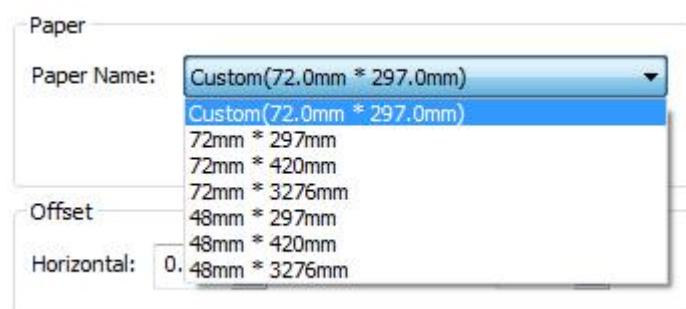 Paper
Paper Name: Custom(72.0mm * 297.0mm)
Custom(72.0mm * 297.0mm)
72mm * 297mm
72mm * 420mm
72mm * 3276mm
Offset
48mm * 297mm
48mm * 420mm
Horizontal: 0.
48mm * 3276mm